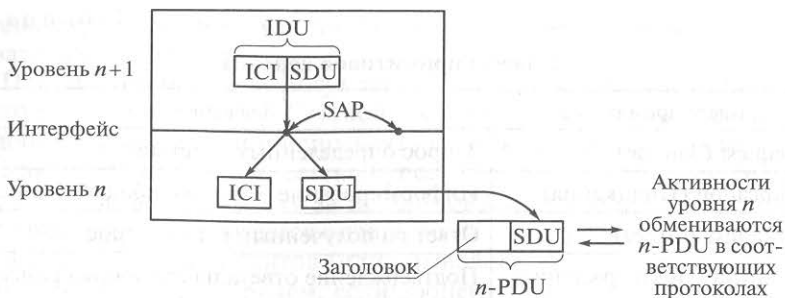 IDU
Уровень n+1
ICI SDU
SAP
Интерфейс
Уровень n
ICI SDU
SDU
Заголовок
n-PDU
Активности
уровня n
обмениваются
n-PDU в соот-
ветствующих
протоколах